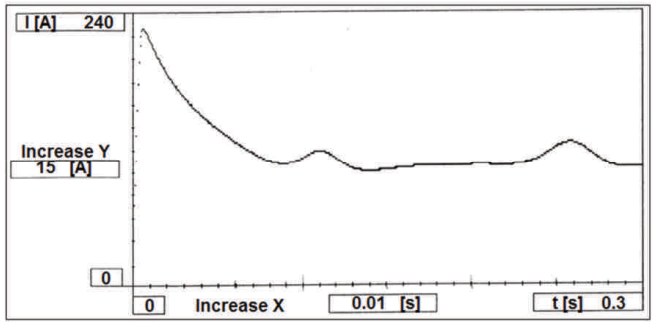 I [A] 240
Increase Y
15 [A]
0
0 Increase X 0.01 [s] t [s] 0.3